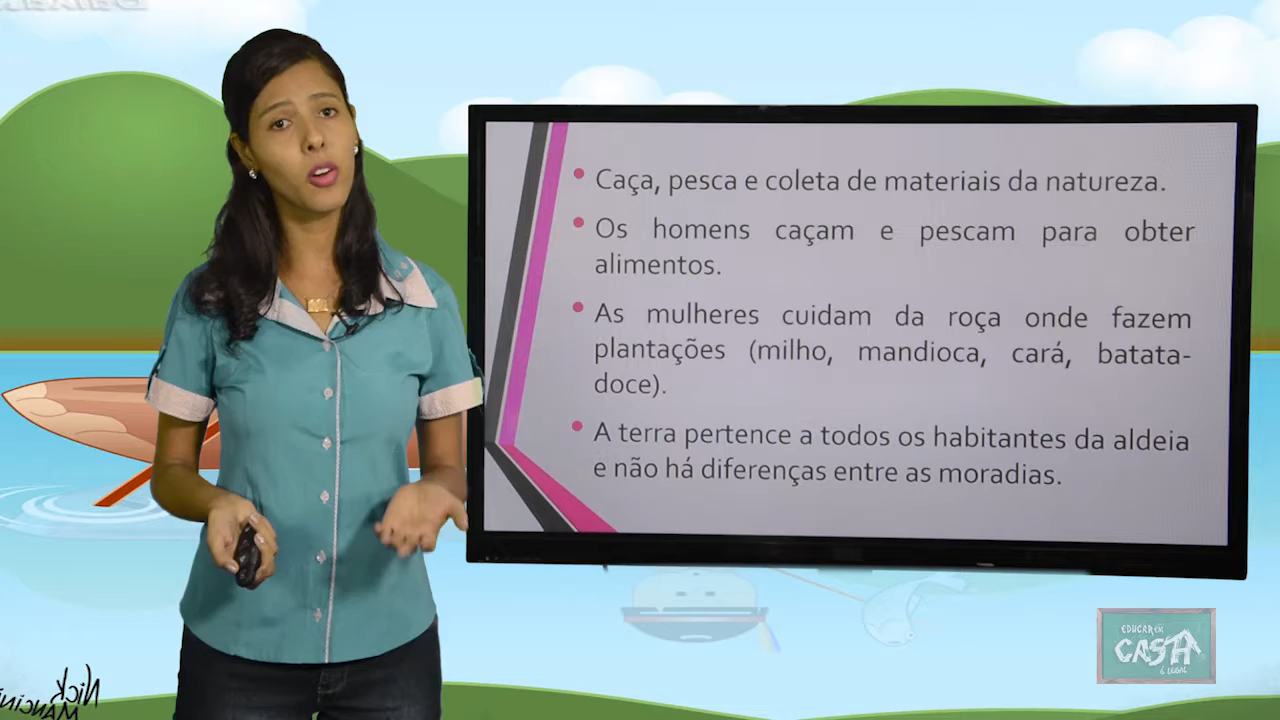 • Caça, pesca e coleta de materiais da natureza.
• Os homens caçam e pescam para obter
alimentos.
• As mulheres cuidam da roça onde fazem
plantações (milho, mandioca, cará, batata-
doce).
• A terra pertence a todos os habitantes da aldeia
e não há diferenças entre as moradias.
EDUCAR EM
CASA
É LEGAL
NICK
MANCINI